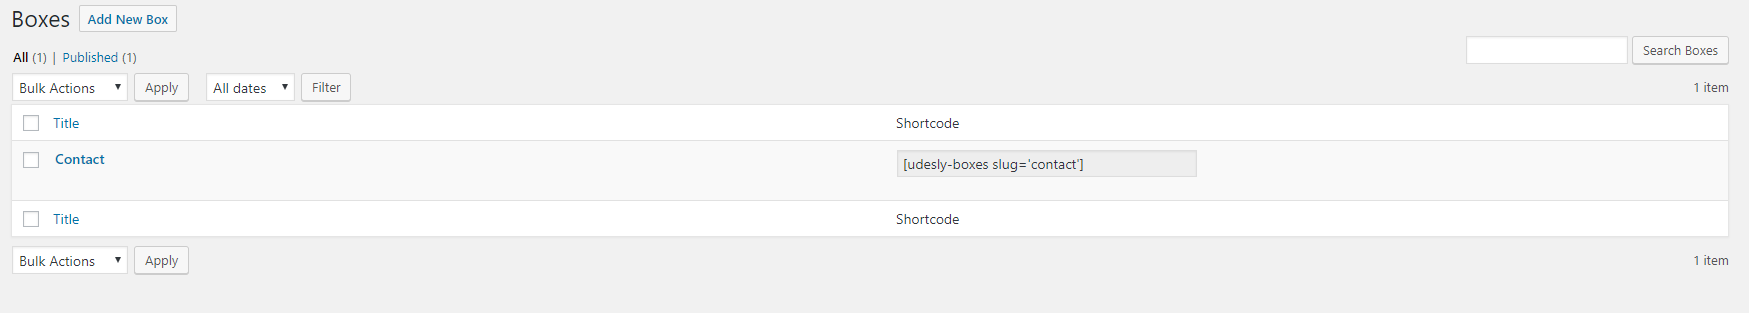 Boxes Add New Box
All (1) | Published (1)
Search Boxes
Bulk Actions Apply All dates Filter 1 item
Title Shortcode
Contact [udesly-boxes slug='contact']
Title Shortcode
Bulk Actions Apply 1 item